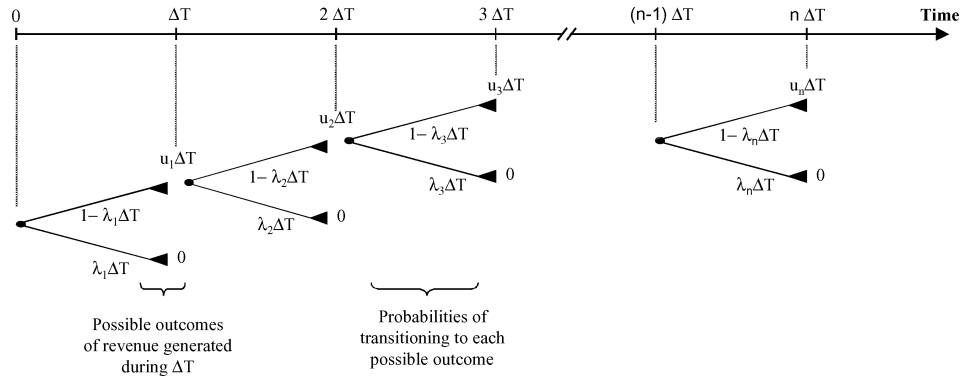 0 ΔT 2 ΔT 3 ΔT (n-1) ΔT n ΔT Time
u₃ΔT
uₙΔT
u₂ΔT
1– λ₃ΔT
1– λₙΔT
u₁ΔT
1– λ₂ΔT
λ₃ΔT
0
λₙΔT
0
1– λ₁ΔT
λ₂ΔT
0
λ₁ΔT
0
Possible outcomes
of revenue generated
during ΔT
Probabilities of
transitioning to each
possible outcome